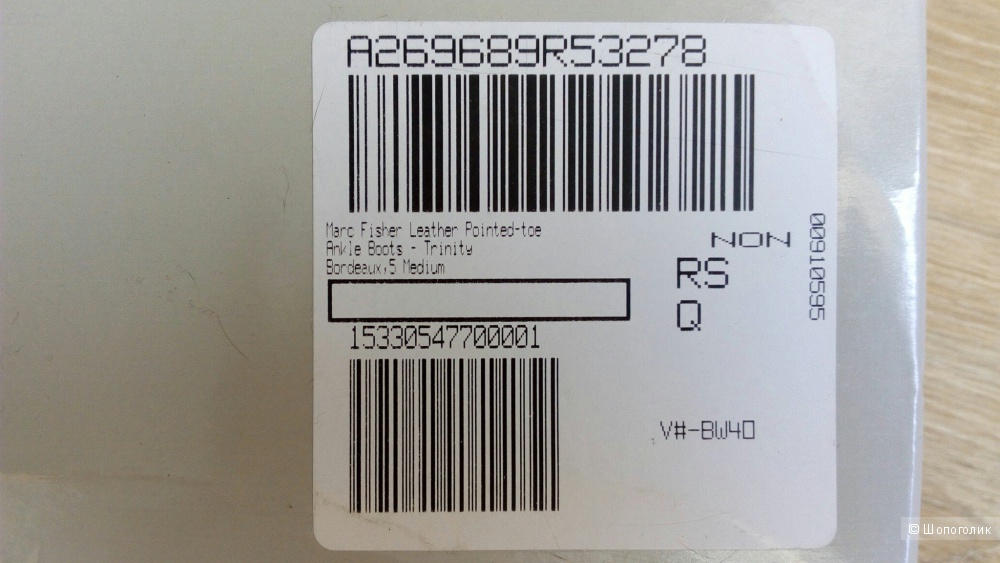 A269689R53278
Marc Fisher Leather Pointed-toe
Ankle Boots - Trinity
Bordeaux,5 Medium
NON
RS
Q
00910595
15330547700001
V#-BW40
© Шопоголик